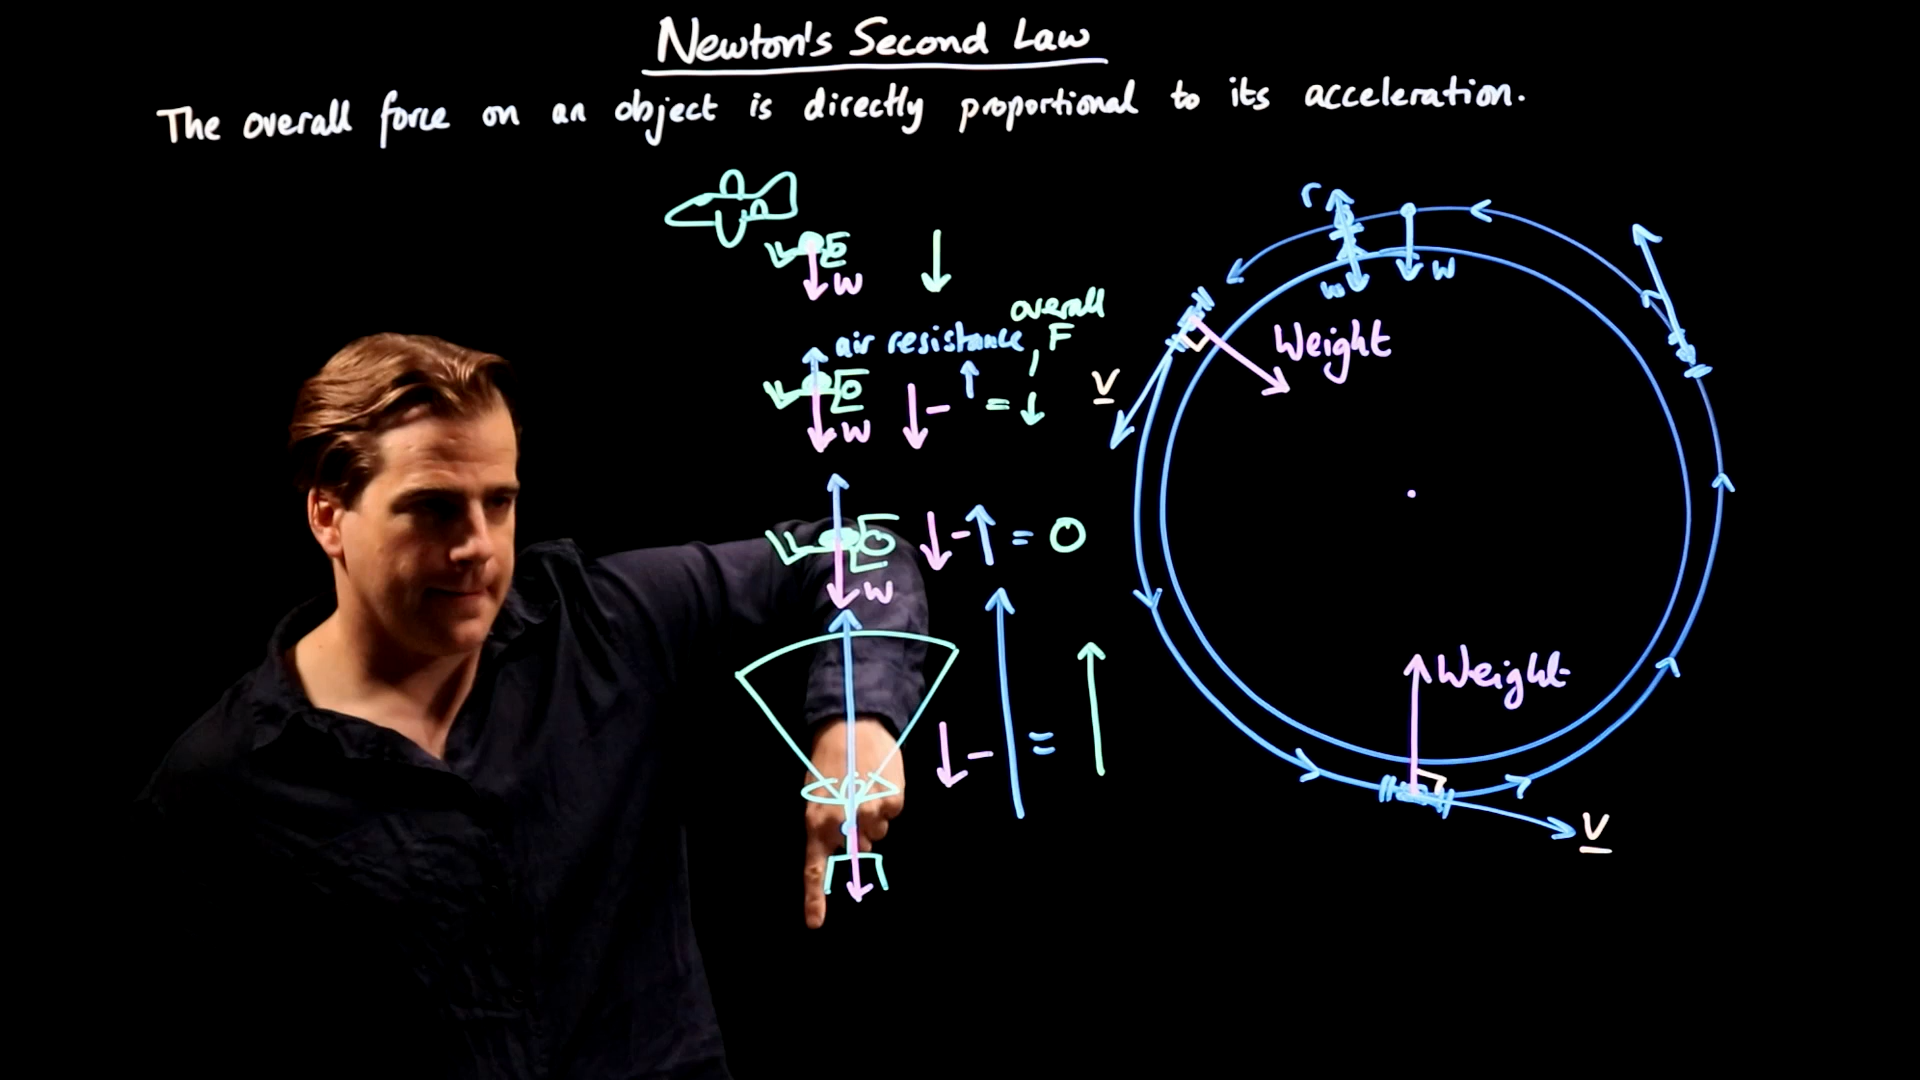 Newton's Second Law
The overall force on an object is directly proportional to its acceleration.
W
air resistance
overall
F
W
- =
W
- = 0
- =
r
W
W
Weight
v
Weight
v